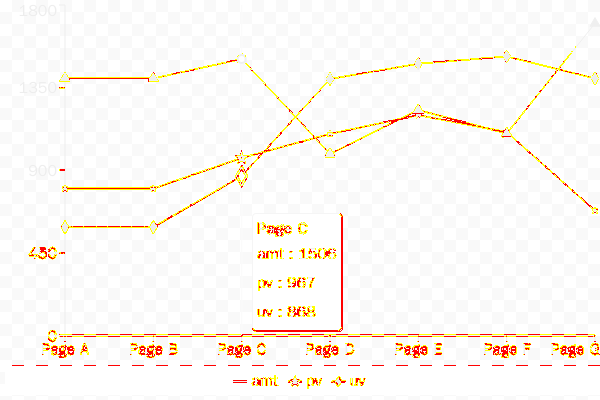 1800
1350
900
450
0
Page A Page B Page C Page D Page E Page F Page G
Page C
amt : 1506
pv : 967
uv : 868
amt pv uv